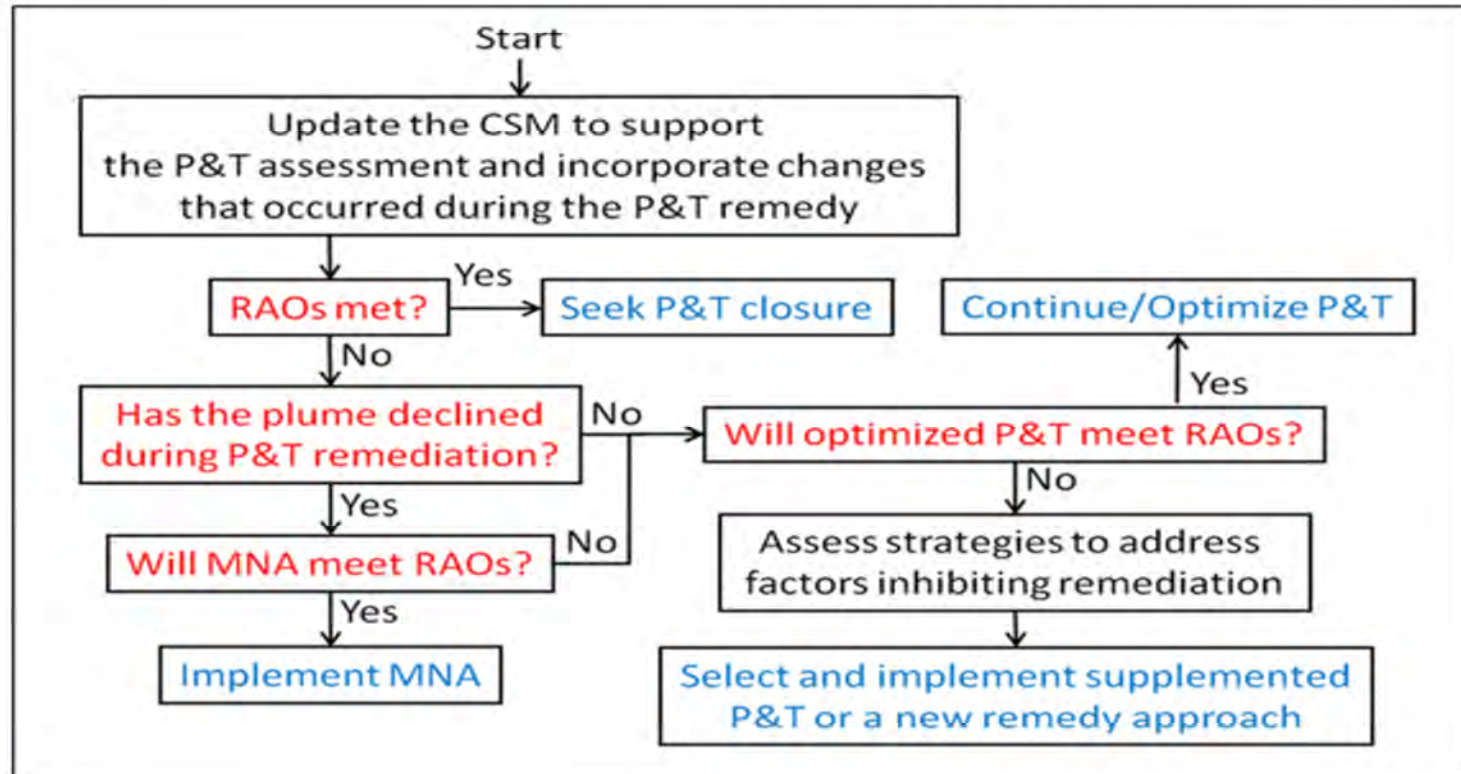 Start
Update the CSM to support
the P&T assessment and incorporate changes
that occurred during the P&T remedy
RAOs met?
Yes
Seek P&T closure
Continue/Optimize P&T
No
Yes
Has the plume declined
during P&T remediation?
No
Will optimized P&T meet RAOs?
Yes
No
Will MNA meet RAOs?
No
Assess strategies to address
factors inhibiting remediation
Yes
Implement MNA
Select and implement supplemented
P&T or a new remedy approach